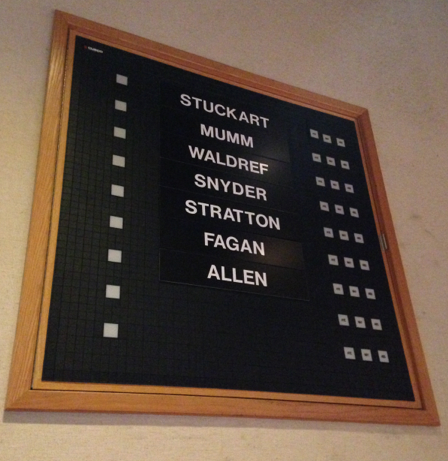 STUCKART
MUMM
WALDREF
SNYDER
STRATTON
FAGAN
ALLEN